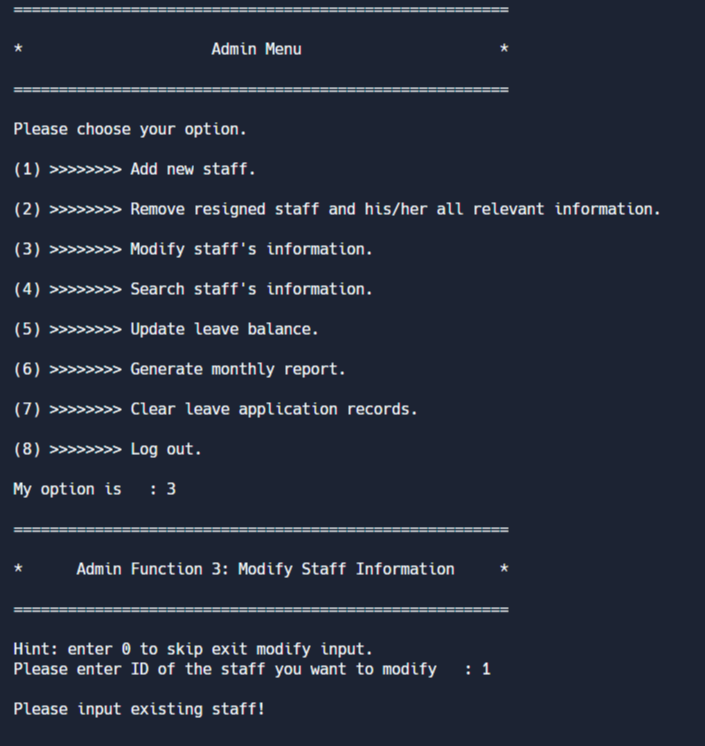 =======================================================
*                     Admin Menu                      *
=======================================================
Please choose your option.
(1) >>>>>>>> Add new staff.
(2) >>>>>>>> Remove resigned staff and his/her all relevant information.
(3) >>>>>>>> Modify staff's information.
(4) >>>>>>>> Search staff's information.
(5) >>>>>>>> Update leave balance.
(6) >>>>>>>> Generate monthly report.
(7) >>>>>>>> Clear leave application records.
(8) >>>>>>>> Log out.
My option is   : 3
=======================================================
*      Admin Function 3: Modify Staff Information     *
=======================================================
Hint: enter 0 to skip exit modify input.
Please enter ID of the staff you want to modify   : 1
Please input existing staff!